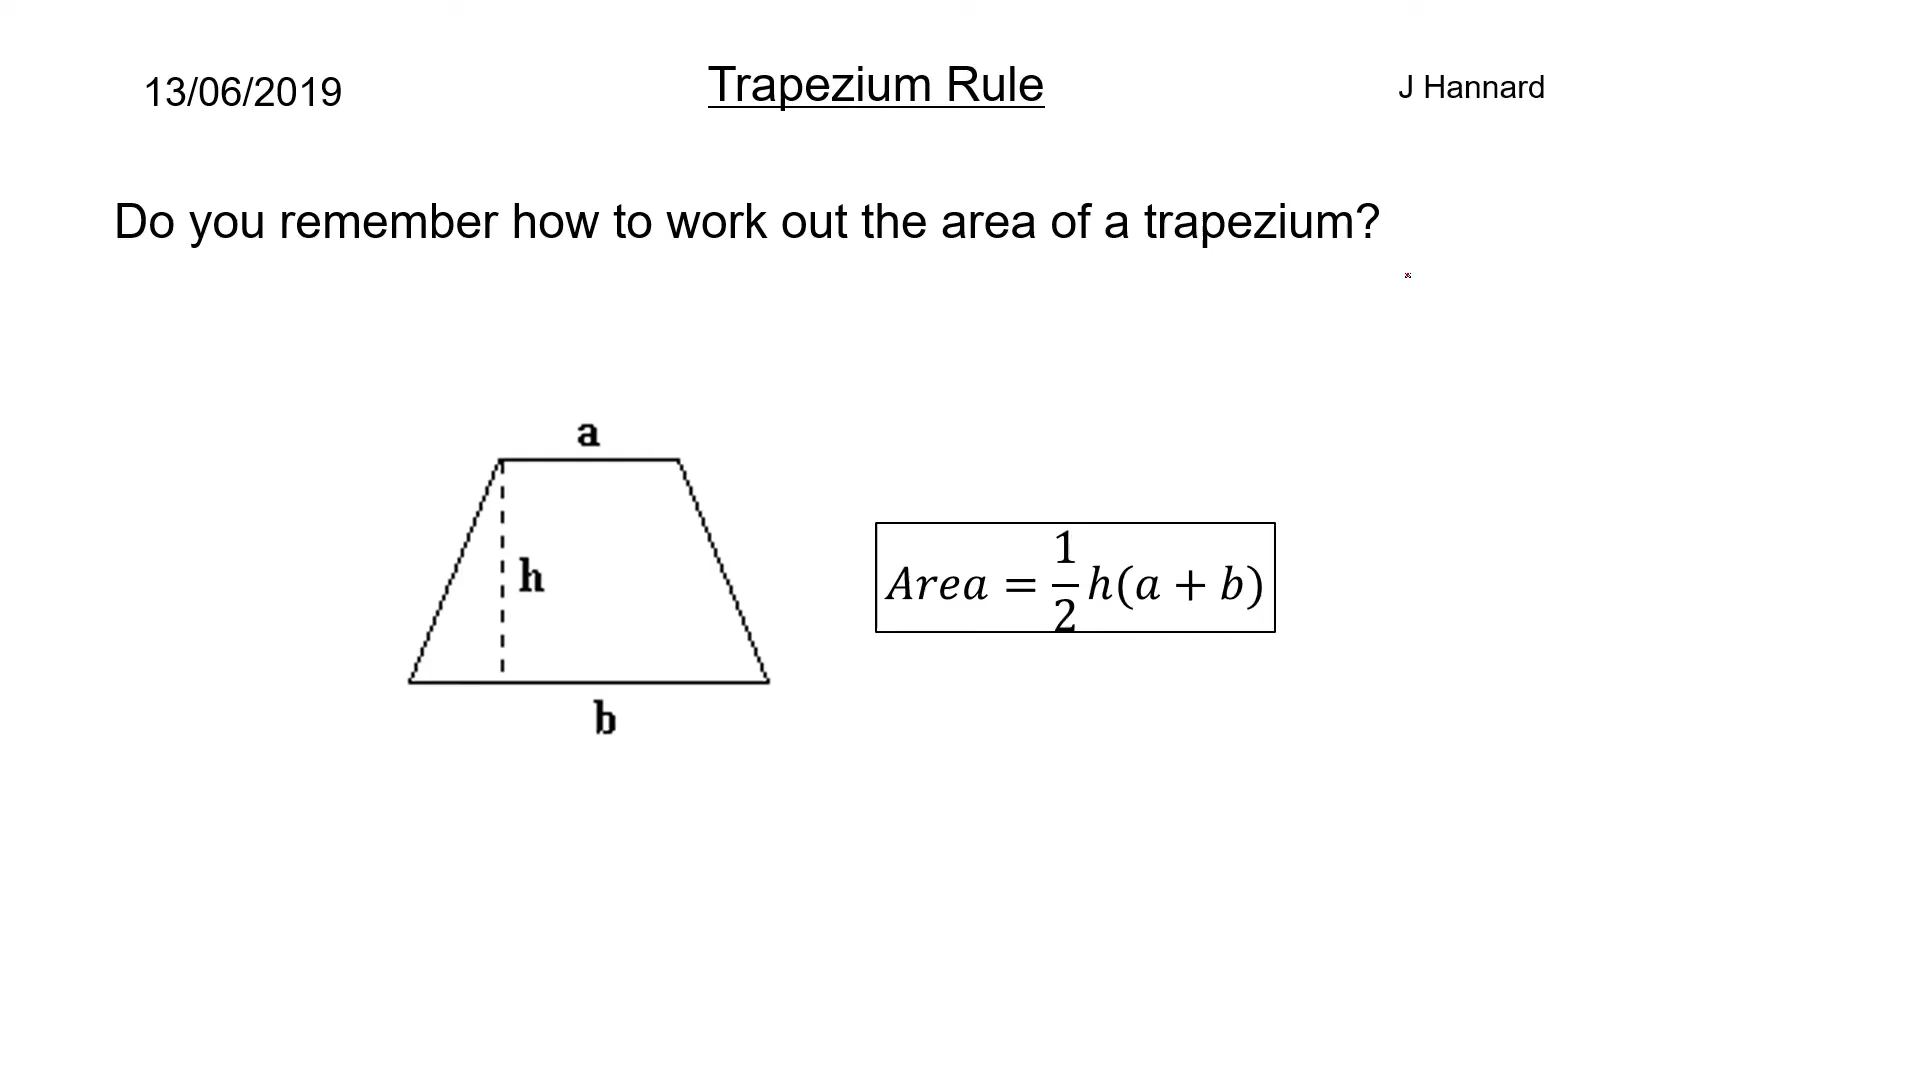 13/06/2019
Trapezium Rule
J Hannard
Do you remember how to work out the area of a trapezium?
a
h
b
Area = 1/2 h(a + b)